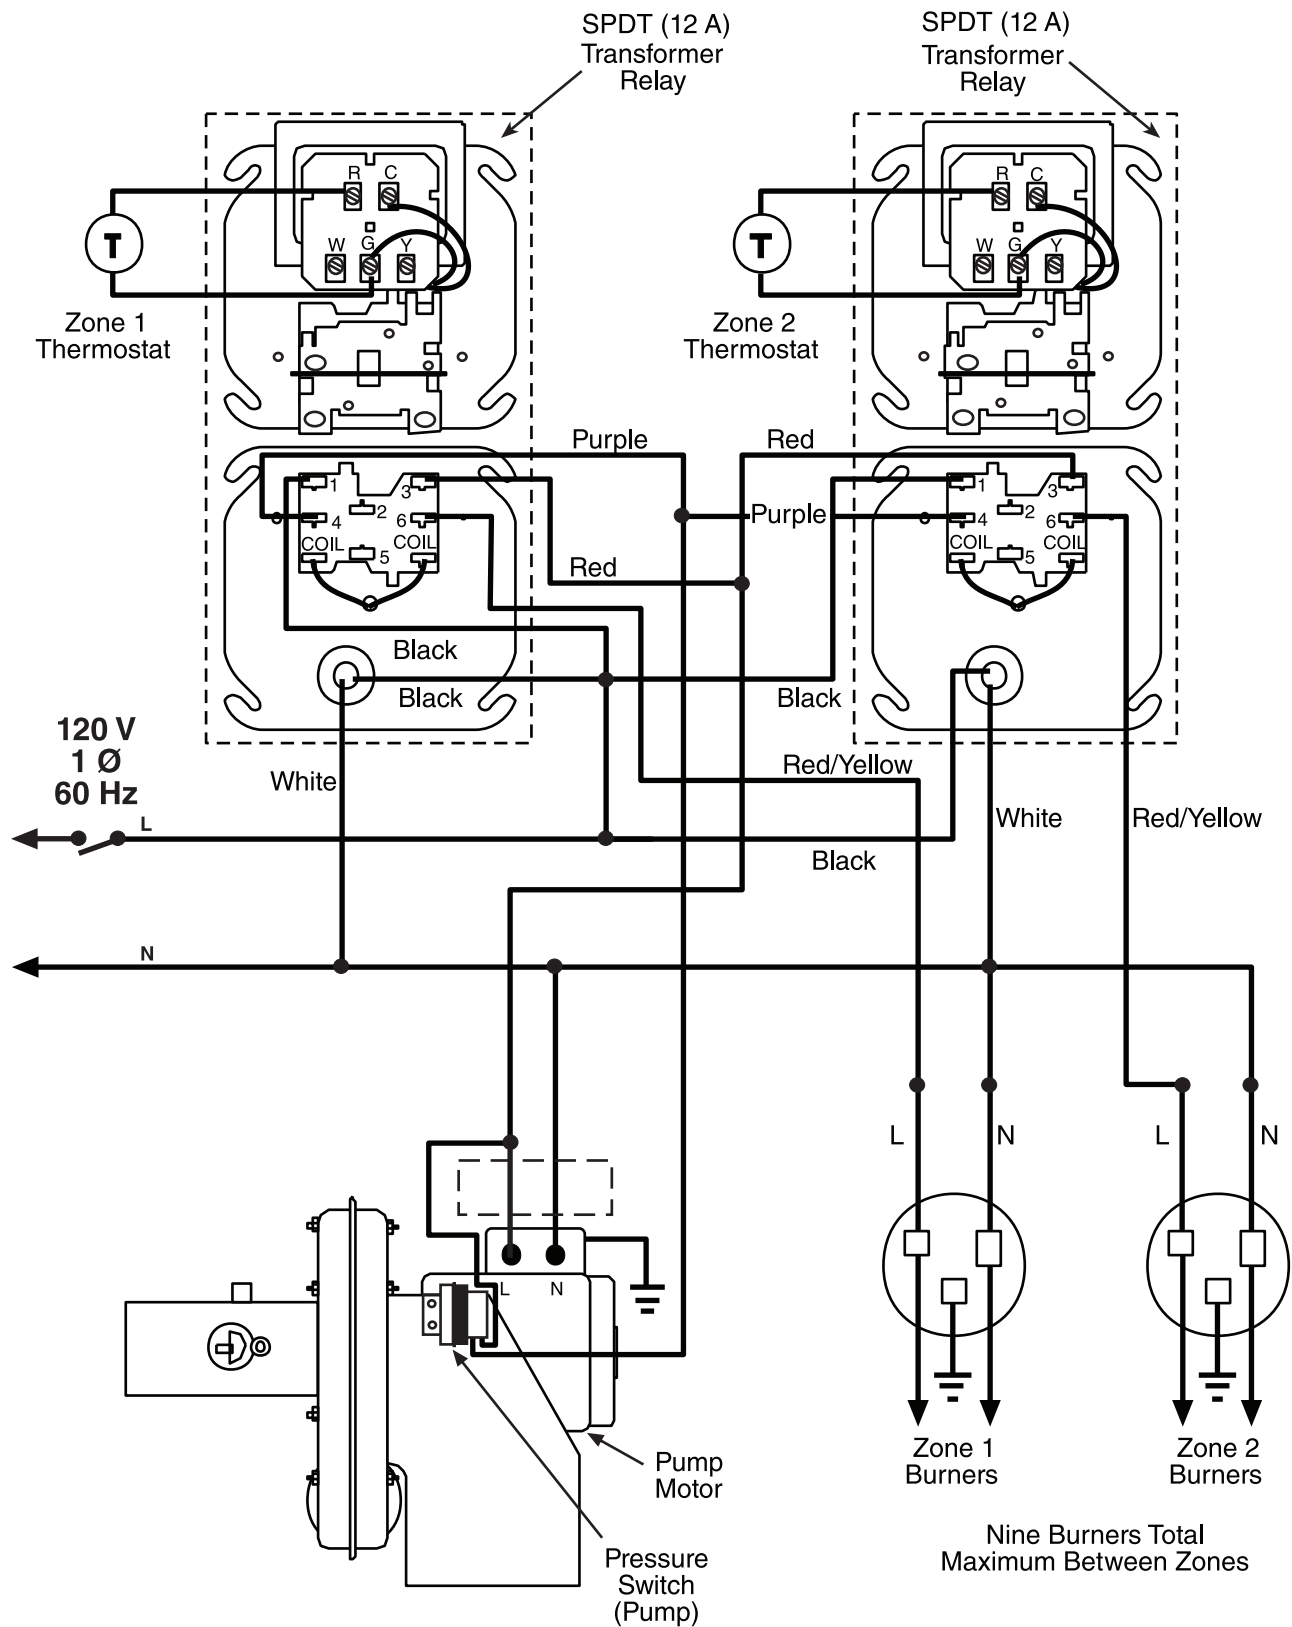 SPDT (12 A)
Transformer
Relay
SPDT (12 A)
Transformer
Relay
R C
W G Y
T
Zone 1
Thermostat
R C
W G Y
T
Zone 2
Thermostat
Purple
Red
1 3
2
4 6
COIL COIL
5
Purple
1 3
2
4 6
COIL COIL
5
Red
Black
Black
Black
120 V
1 Ø
60 Hz
White
Red/Yellow
L
White
Red/Yellow
Black
N
L
N
L
N
L
N
Zone 1
Burners
Zone 2
Burners
Pump
Motor
Nine Burners Total
Maximum Between Zones
Pressure
Switch
(Pump)